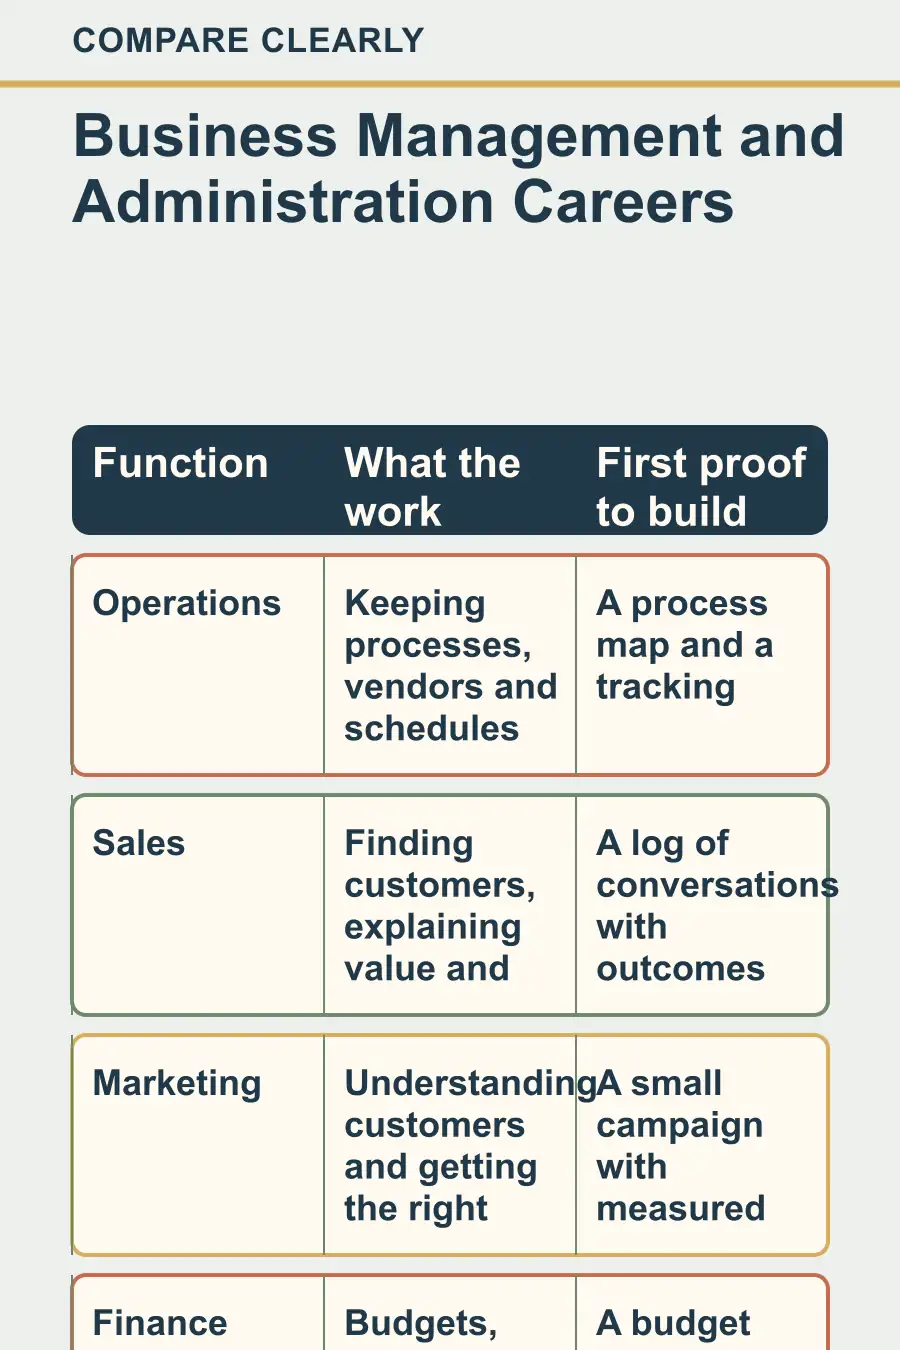 COMPARE CLEARLY
Business Management and
Administration Careers
Function
What the
work
First proof
to build
Operations
Keeping
processes,
vendors and
schedules
A process
map and a
tracking
Sales
Finding
customers,
explaining
value and
A log of
conversations
with
outcomes
Marketing
Understanding
customers
and getting
the right
A small
campaign
with
measured
Finance
Budgets,
A budget